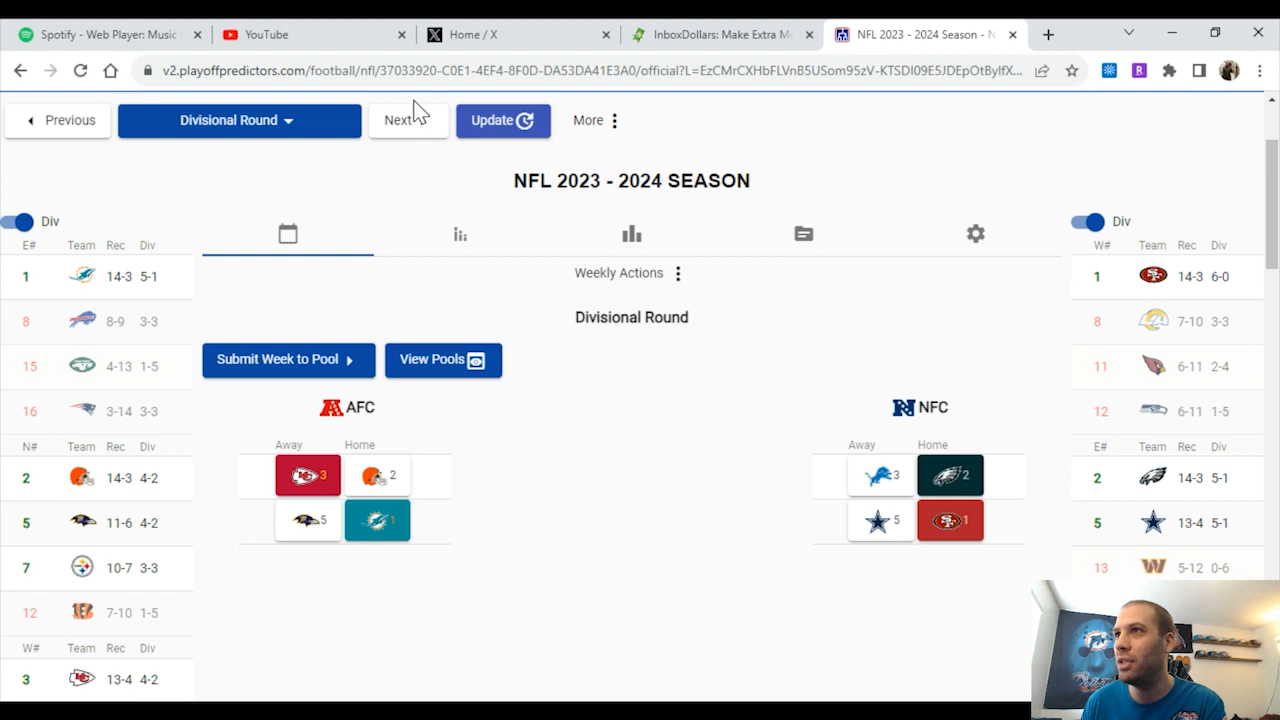 Spotify - Web Player: Music
YouTube
Home / X
InboxDollars: Make Extra Mo
NFL 2023 - 2024 Season - N
v2.playoffpredictors.com/football/nfl/37033920-C0E1-4EF4-8F0D-DA53DA41E3A0/official?L=EzCMrCXHbFLVnB5USom95zV-KTSDI09E5JDEpOtBylfX...
Previous
Divisional Round
Next
Update
More
NFL 2023 - 2024 SEASON
Div
E# Team Rec Div
1 14-3 5-1
8 8-9 3-3
15 4-13 1-5
16 3-14 3-3
N# Team Rec Div
2 14-3 4-2
5 11-6 4-2
7 10-7 3-3
12 7-10 1-5
W# Team Rec Div
3 13-4 4-2
Weekly Actions
Divisional Round
Submit Week to Pool
View Pools
AFC
Away Home
3 2
5 1
NFC
Away Home
3 2
5 1
Div
W# Team Rec Div
1 14-3 6-0
8 7-10 3-3
11 6-11 2-4
12 6-11 1-5
E# Team Rec Div
2 14-3 5-1
5 13-4 5-1
13 5-12 0-6